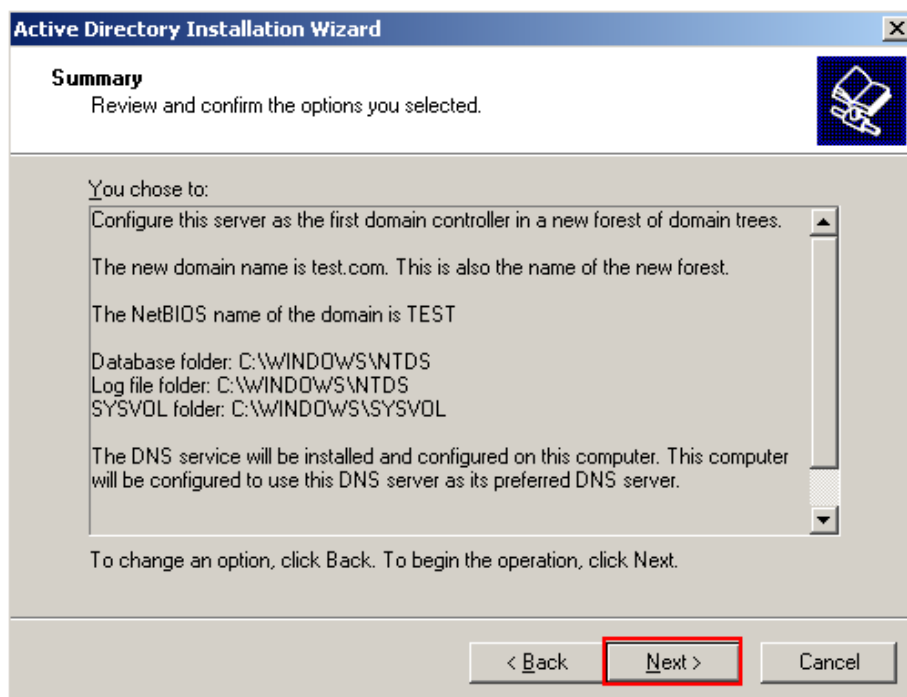 Active Directory Installation Wizard
Summary
Review and confirm the options you selected.
You chose to:
Configure this server as the first domain controller in a new forest of domain trees.
The new domain name is test.com. This is also the name of the new forest.
The NetBIOS name of the domain is TEST
Database folder: C:\WINDOWS\NTDS
Log file folder: C:\WINDOWS\NTDS
SYSVOL folder: C:\WINDOWS\SYSVOL
The DNS service will be installed and configured on this computer. This computer
will be configured to use this DNS server as its preferred DNS server.
To change an option, click Back. To begin the operation, click Next.
< Back Next > Cancel